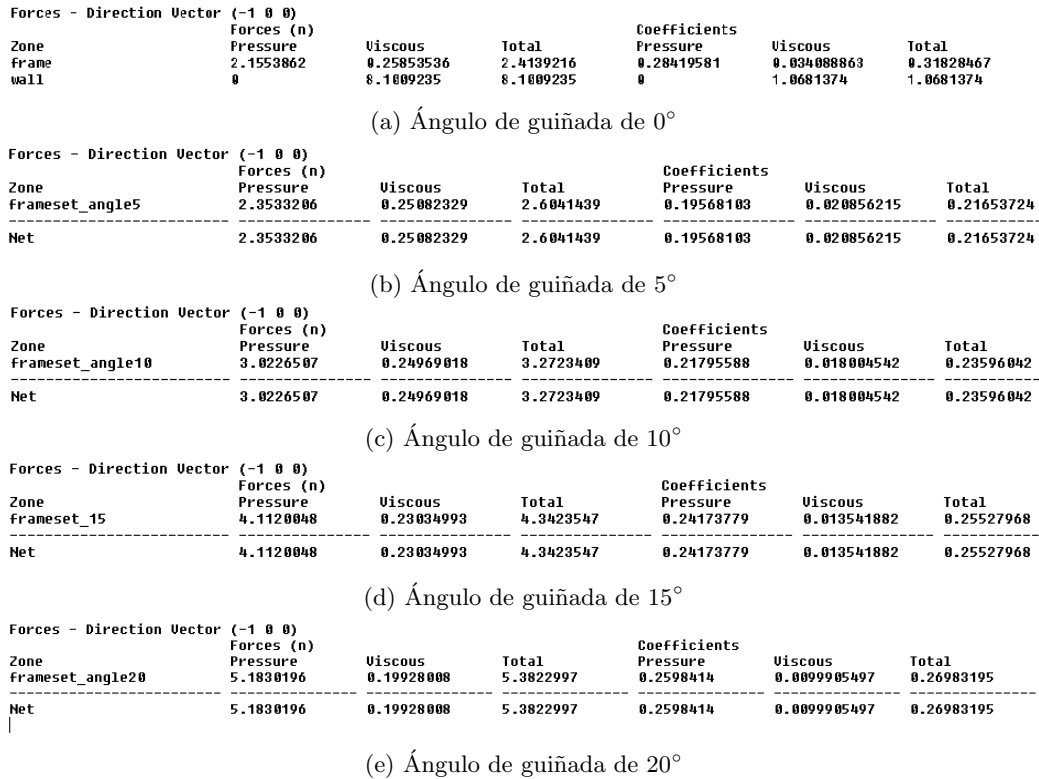 Forces - Direction Vector (-1 0 0)
Forces (n) Coefficients
Zone Pressure Viscous Total Pressure Viscous Total
frame 2.1553862 0.25853536 2.4139216 0.28419581 0.034088863 0.31828467
wall 0 8.1009235 8.1009235 0 1.0681374 1.0681374
(a) Ángulo de guiñada de 0°
Forces - Direction Vector (-1 0 0)
Forces (n) Coefficients
Zone Pressure Viscous Total Pressure Viscous Total
frameset_angle5 2.3533206 0.25082329 2.6041439 0.19568103 0.020856215 0.21653724
Net 2.3533206 0.25082329 2.6041439 0.19568103 0.020856215 0.21653724
(b) Ángulo de guiñada de 5°
Forces - Direction Vector (-1 0 0)
Forces (n) Coefficients
Zone Pressure Viscous Total Pressure Viscous Total
frameset_angle10 3.0226507 0.24969018 3.2723409 0.21795588 0.018004542 0.23596042
Net 3.0226507 0.24969018 3.2723409 0.21795588 0.018004542 0.23596042
(c) Ángulo de guiñada de 10°
Forces - Direction Vector (-1 0 0)
Forces (n) Coefficients
Zone Pressure Viscous Total Pressure Viscous Total
frameset_15 4.1120048 0.23034993 4.3423547 0.24173779 0.013541882 0.25527968
Net 4.1120048 0.23034993 4.3423547 0.24173779 0.013541882 0.25527968
(d) Ángulo de guiñada de 15°
Forces - Direction Vector (-1 0 0)
Forces (n) Coefficients
Zone Pressure Viscous Total Pressure Viscous Total
frameset_angle20 5.1830196 0.19928008 5.3822997 0.2598414 0.0099905497 0.26983195
Net 5.1830196 0.19928008 5.3822997 0.2598414 0.0099905497 0.26983195
(e) Ángulo de guiñada de 20°